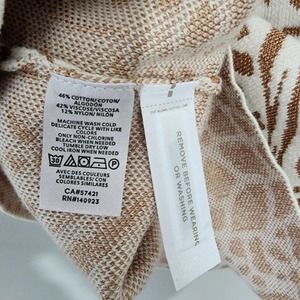 46% COTTON/COTON/
ALGODÓN
42% VISCOSE/VISCOSA
12% NYLON/NILON
MACHINE WASH COLD
DELICATE CYCLE WITH LIKE
COLORS
ONLY NON-CHLORINE
BLEACH WHEN NEEDED
TUMBLE DRY LOW
COOL IRON WHEN NEEDED
AVEC DES COULEURS
SEMBLABLES/CON
COLORES SIMILARES
CA#57421
RN#140923
REMOVE BEFORE WEARING
OR WASHING